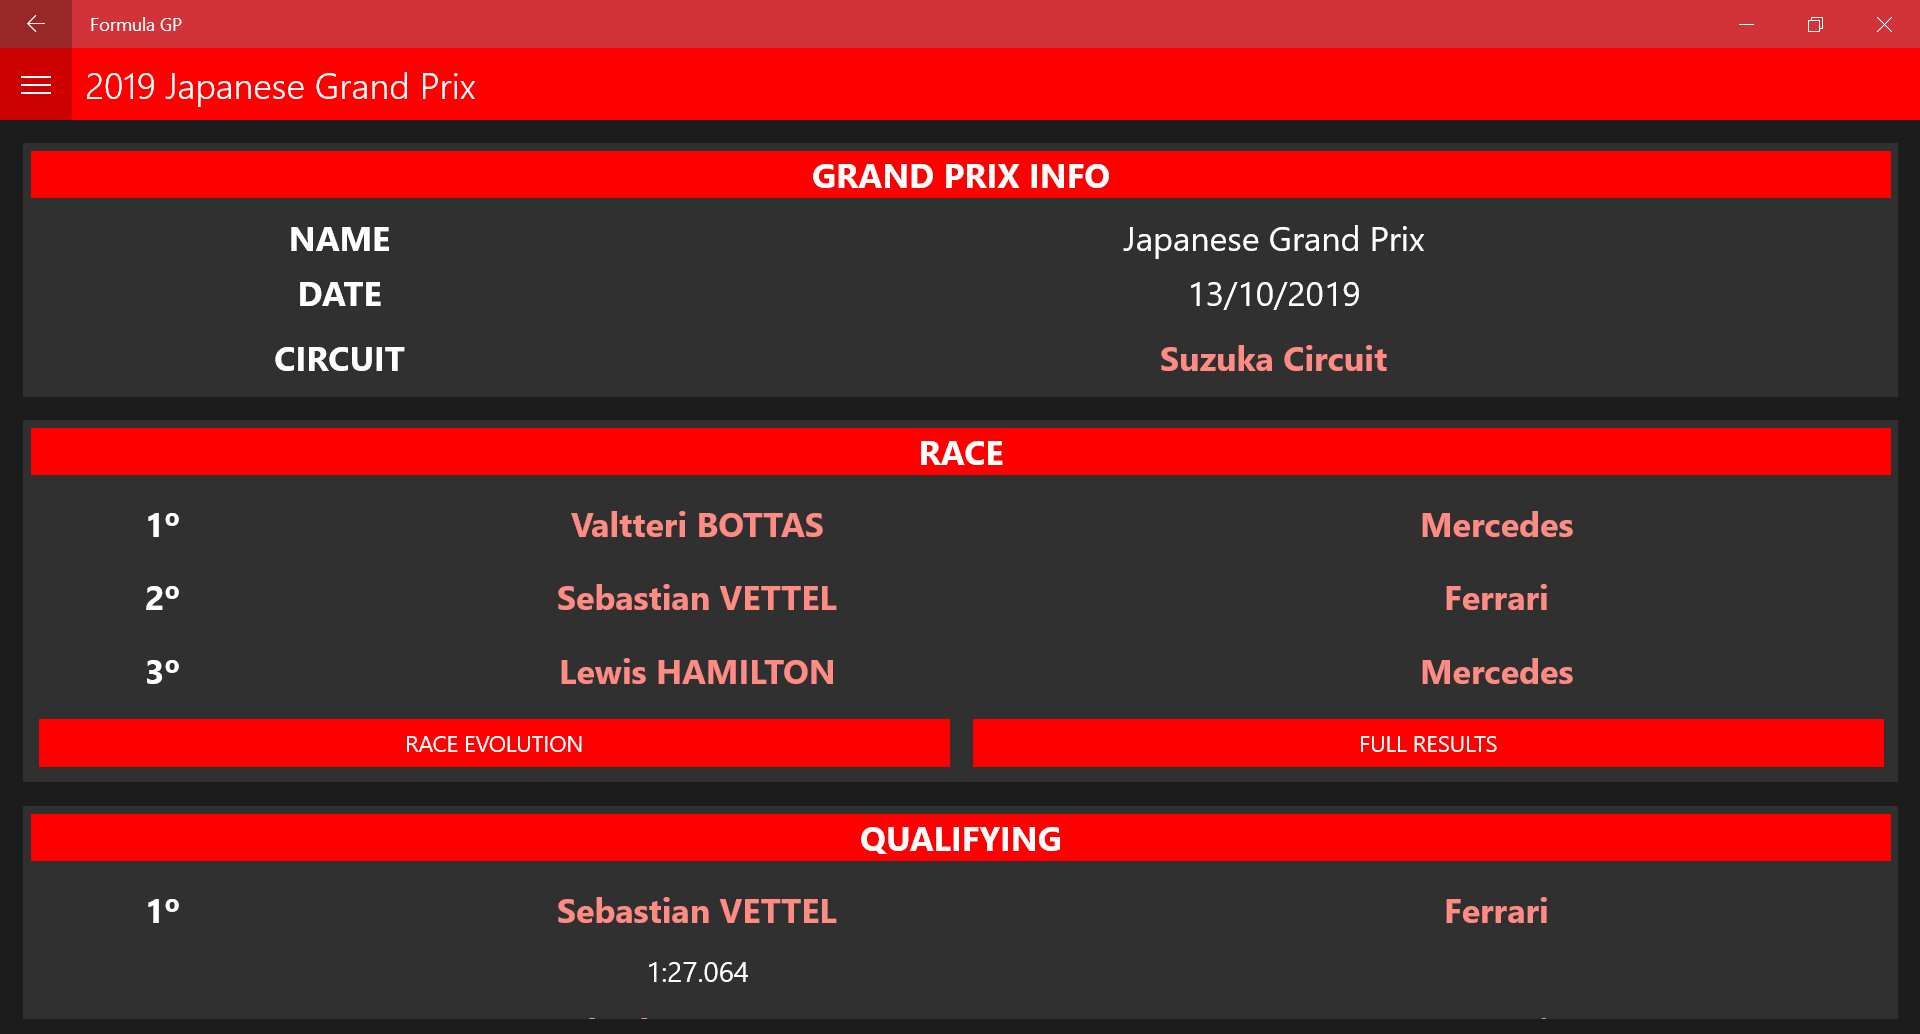 Formula GP
2019 Japanese Grand Prix
GRAND PRIX INFO
NAME Japanese Grand Prix
DATE 13/10/2019
CIRCUIT Suzuka Circuit
RACE
1º Valtteri BOTTAS Mercedes
2º Sebastian VETTEL Ferrari
3º Lewis HAMILTON Mercedes
RACE EVOLUTION FULL RESULTS
QUALIFYING
1º Sebastian VETTEL Ferrari
1:27.064